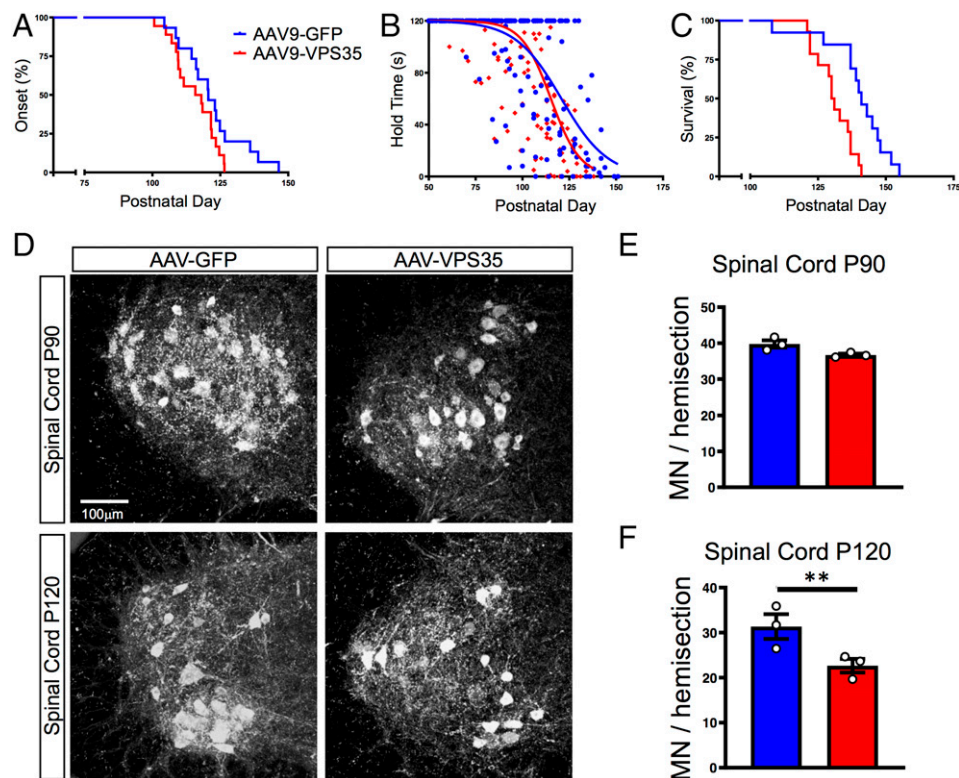 A
AAV9-GFP
AAV9-VPS35
Onset (%)
100
75
50
25
0
75
100
125
150
Postnatal Day
B
Hold Time (s)
120
90
60
30
0
50
75
100
125
150
175
Postnatal Day
C
Survival (%)
100
75
50
25
0
100
125
150
175
Postnatal Day
D
AAV-GFP
AAV-VPS35
Spinal Cord P90
100μm
Spinal Cord P120
E
Spinal Cord P90
MN / hemisection
50
40
30
20
10
0
F
Spinal Cord P120
**
MN / hemisection
40
30
20
10
0